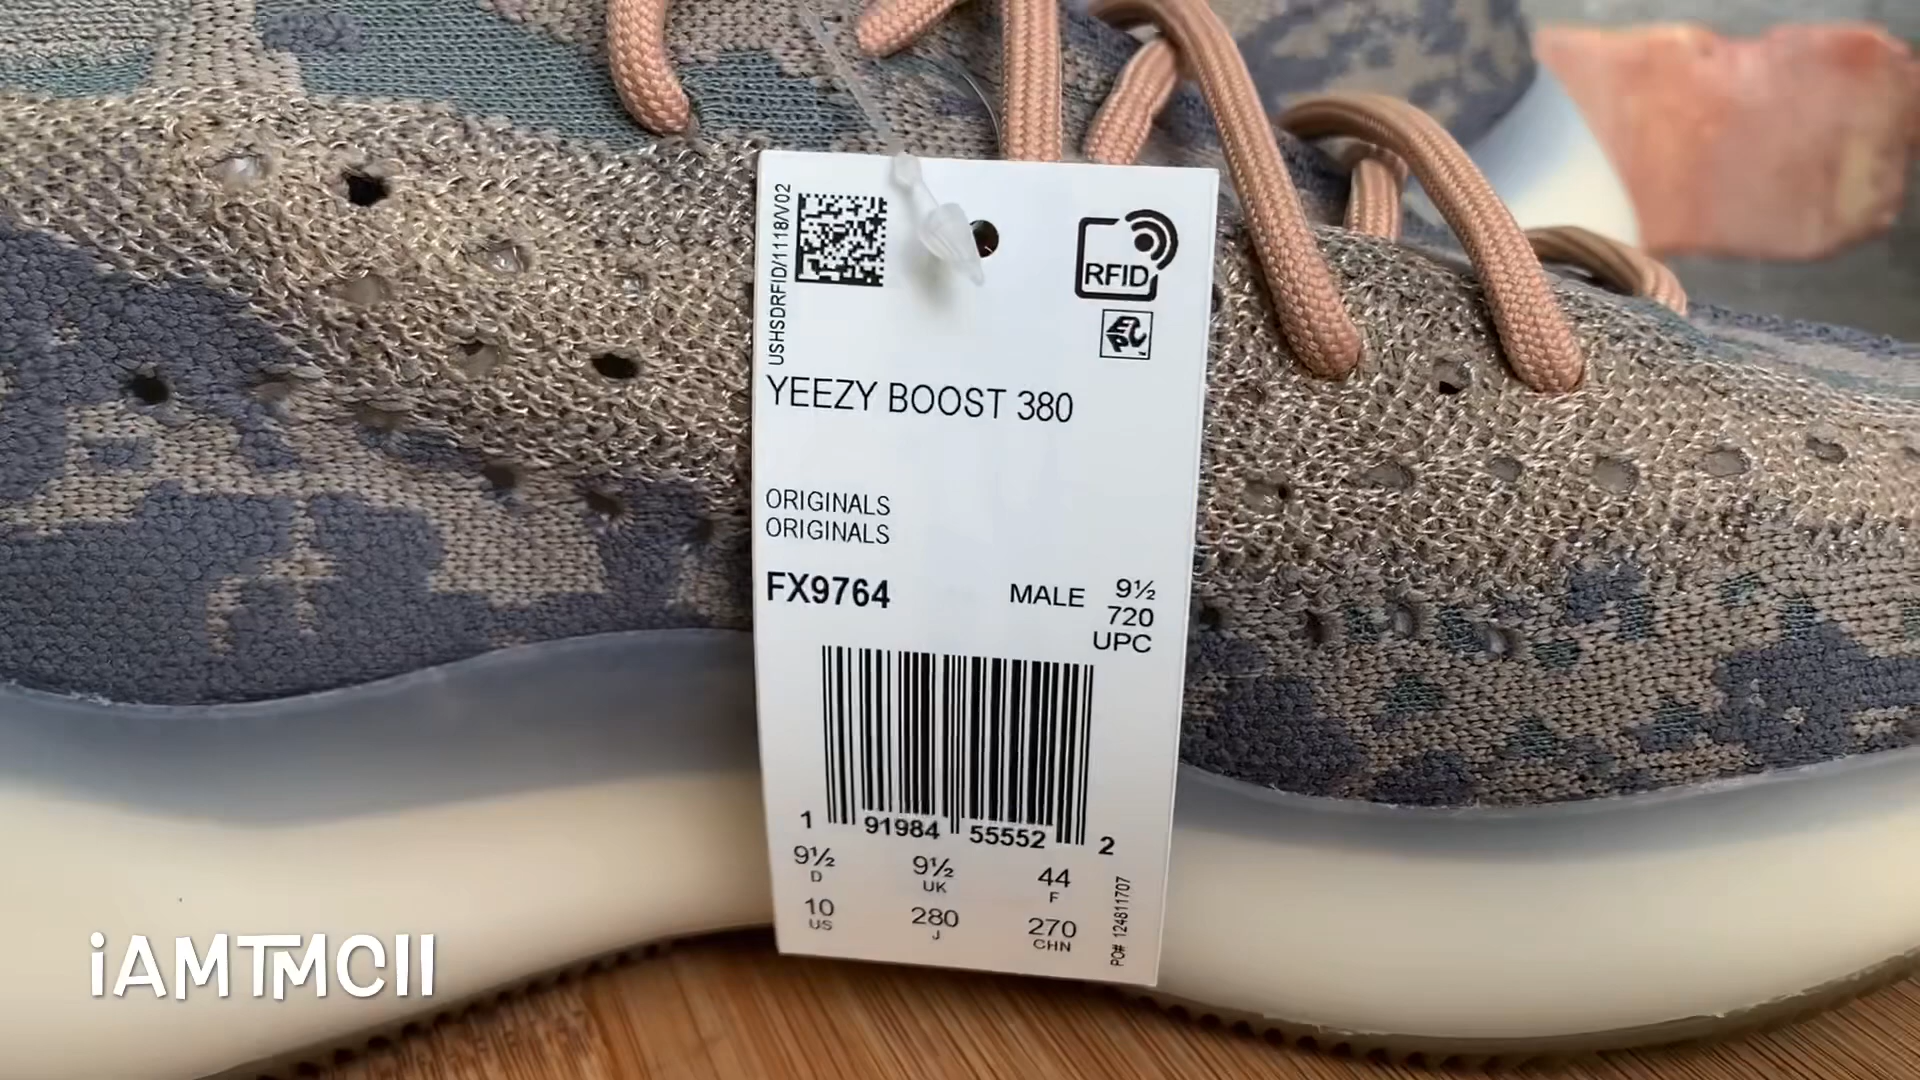 USHSDRFID/1118/V02
RFID
EPC
YEEZY BOOST 380
ORIGINALS
ORIGINALS
FX9764
MALE 9½
720
UPC
1 91984 55552 2
9½ 9½ 44
D UK F
10 280 270
US J CHN
PO# 124811707
iAMTMCII